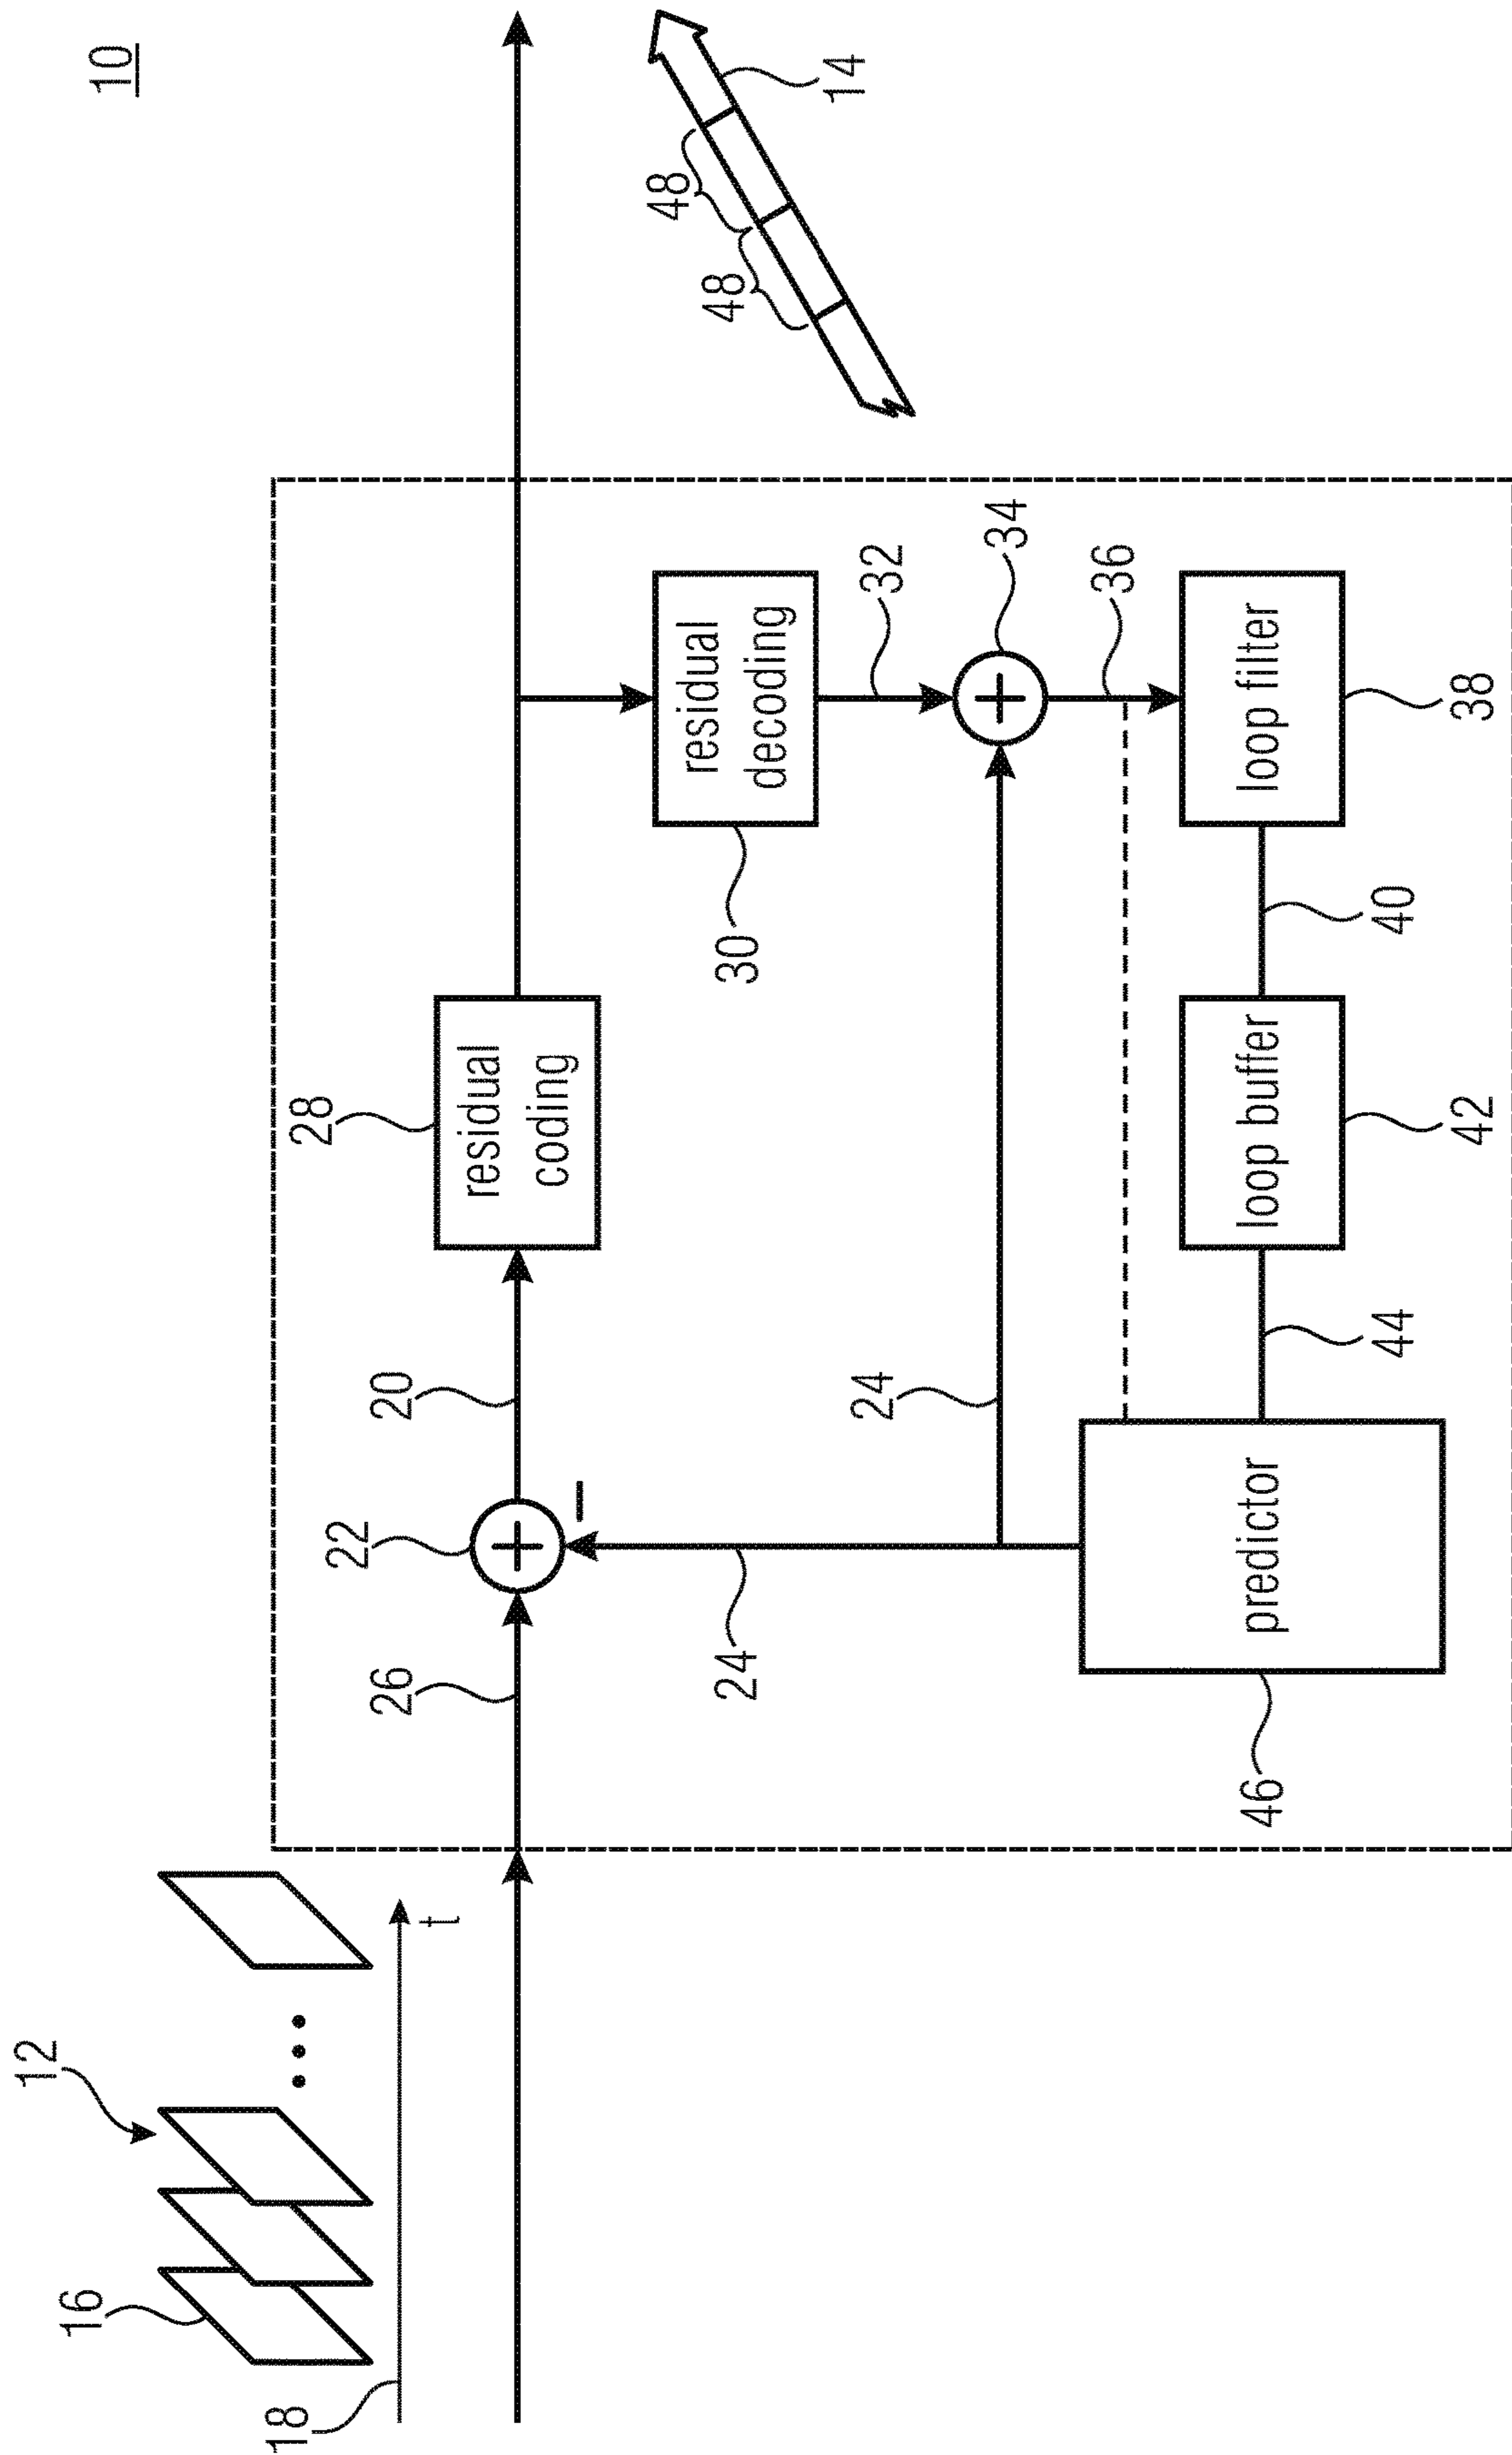 10
12
16
18
t
14
48
48
26
22
20
28
residual
coding
24
24
30
residual
decoding
32
34
36
46
predictor
44
loop buffer
42
40
loop filter
38